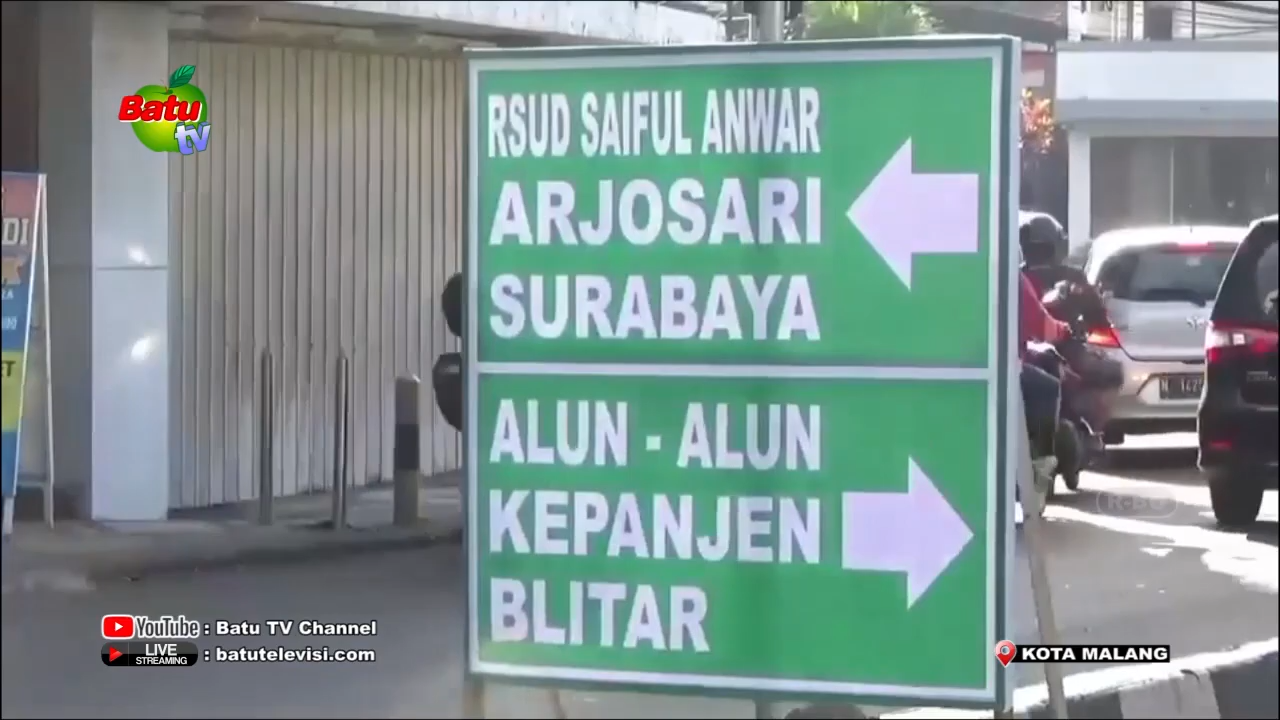 Batu
tv
RSUD SAIFUL ANWAR
ARJOSARI
SURABAYA
ALUN - ALUN
KEPANJEN
BLITAR
YouTube : Batu TV Channel
LIVE
STREAMING : batutelevisi.com
KOTA MALANG